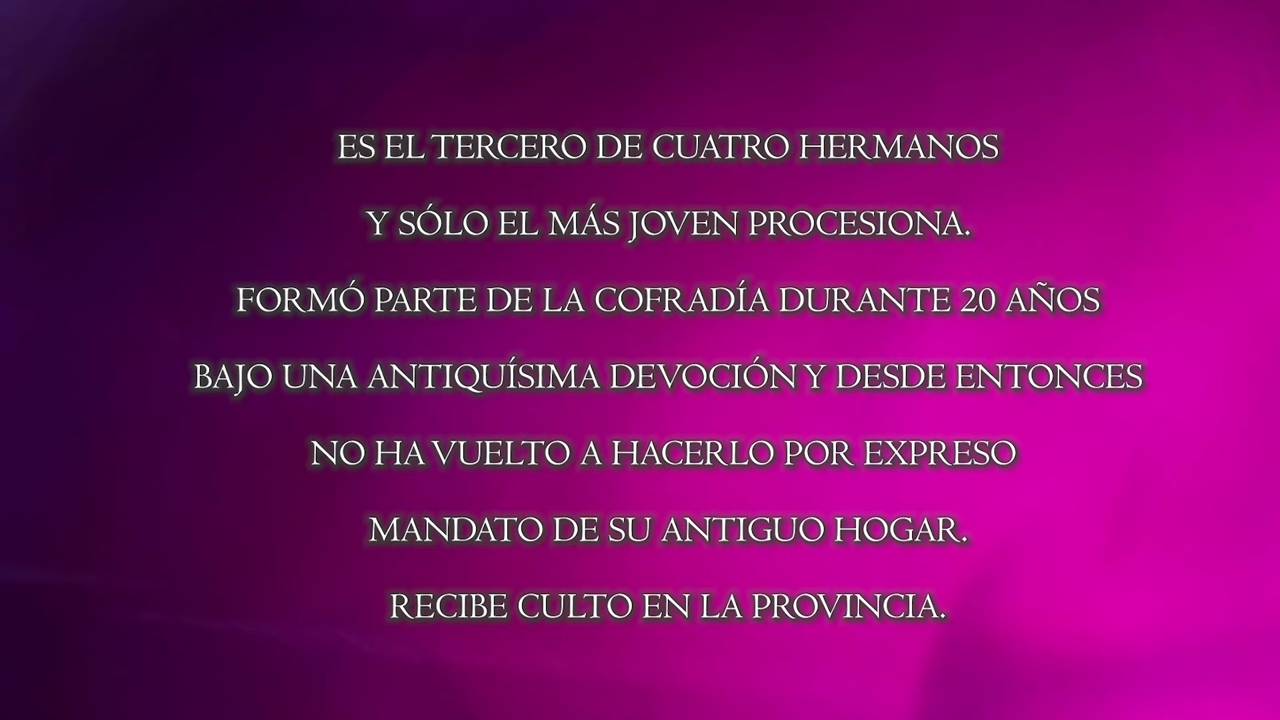 ES EL TERCERO DE CUATRO HERMANOS
Y SÓLO EL MÁS JOVEN PROCESIONA.
FORMÓ PARTE DE LA COFRADÍA DURANTE 20 AÑOS
BAJO UNA ANTIQUÍSIMA DEVOCIÓN Y DESDE ENTONCES
NO HA VUELTO A HACERLO POR EXPRESO
MANDATO DE SU ANTIGUO HOGAR.
RECIBE CULTO EN LA PROVINCIA.